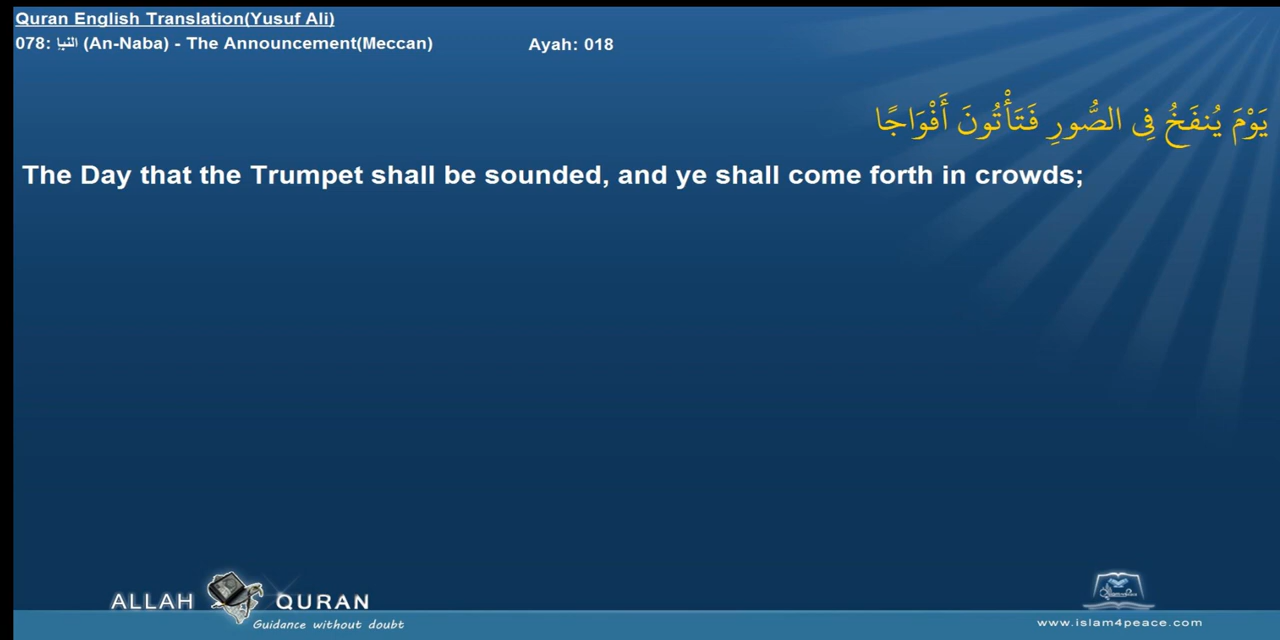 Quran English Translation(Yusuf Ali)
078: النبإ (An-Naba) - The Announcement(Meccan) Ayah: 018
يَوْمَ يُنفَخُ فِى الصُّورِ فَتَأْتُونَ أَفْوَاجًا
The Day that the Trumpet shall be sounded, and ye shall come forth in crowds;
ALLAH QURAN
Guidance without doubt
www.islam4peace.com